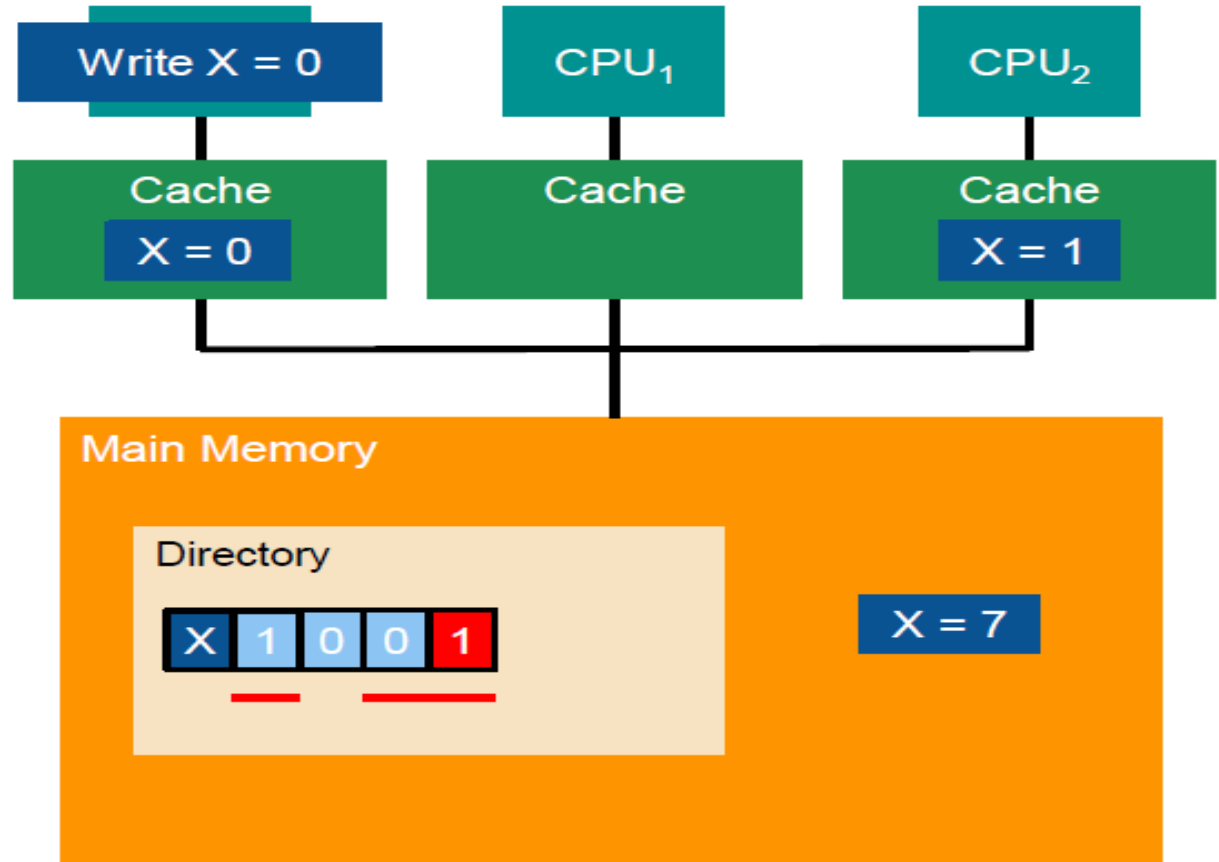 Write X = 0
CPU₁
CPU₂
Cache
Cache
Cache
X = 0
X = 1
Main Memory
Directory
X 1 0 0 1
X = 7